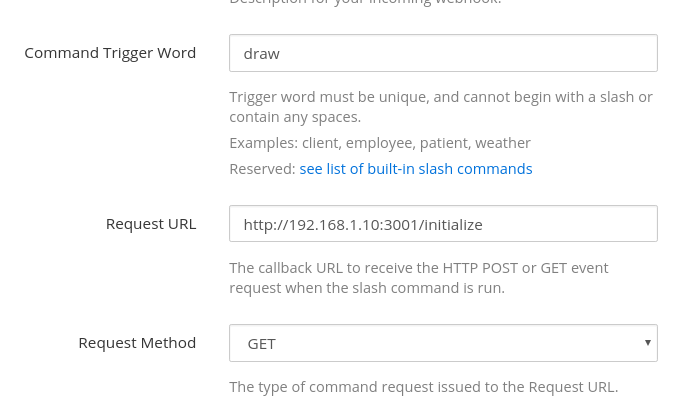 Description for your incoming webhook.
Command Trigger Word
draw
Trigger word must be unique, and cannot begin with a slash or
contain any spaces.
Examples: client, employee, patient, weather
Reserved: see list of built-in slash commands
Request URL
http://192.168.1.10:3001/initialize
The callback URL to receive the HTTP POST or GET event
request when the slash command is run.
Request Method
GET
The type of command request issued to the Request URL.